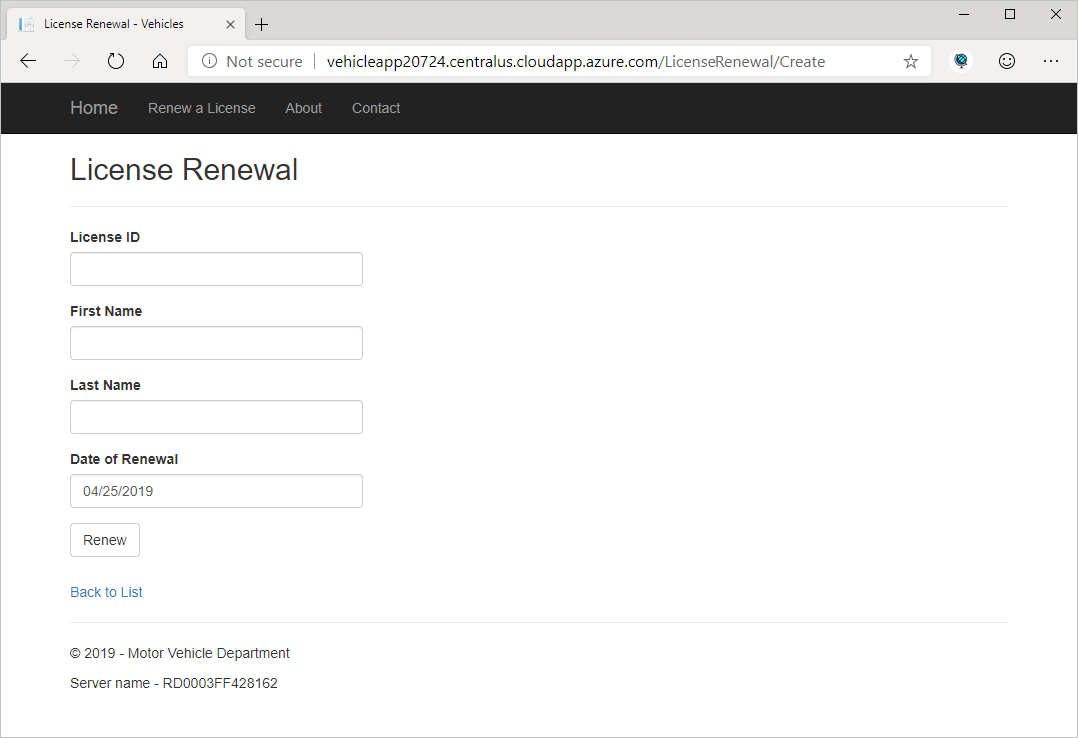 License Renewal - Vehicles
Not secure vehicleapp20724.centralus.cloudapp.azure.com/LicenseRenewal/Create
Home Renew a License About Contact
License Renewal
License ID
First Name
Last Name
Date of Renewal
04/25/2019
Renew
Back to List
© 2019 - Motor Vehicle Department
Server name - RD0003FF428162